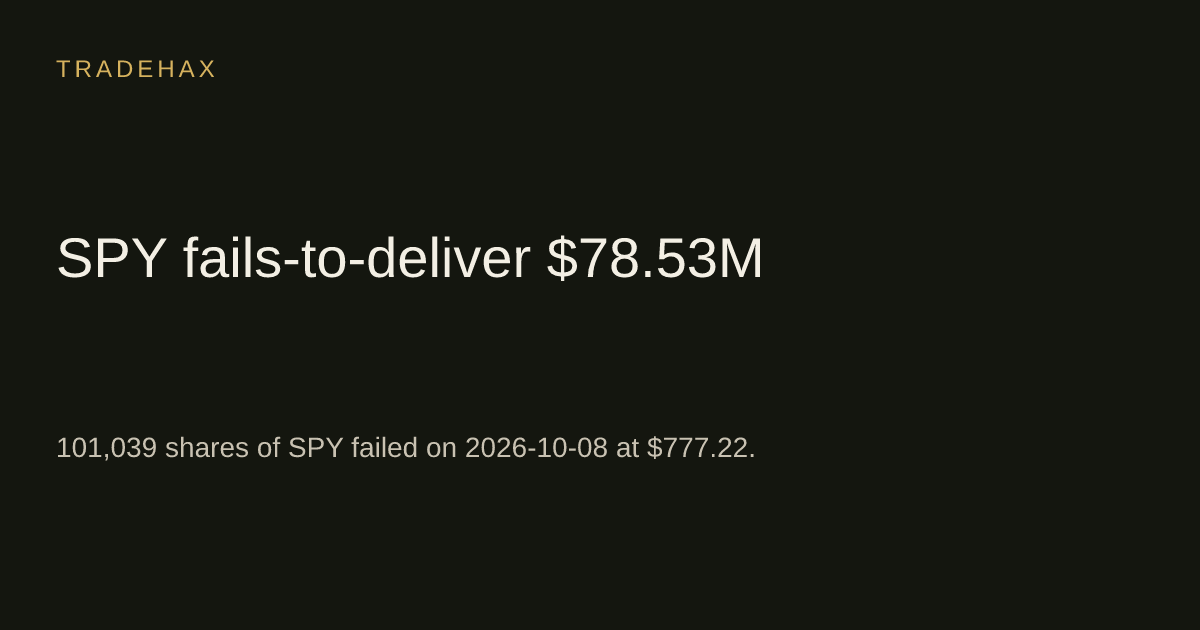 TRADEHAX
SPY fails-to-deliver $78.53M
101,039 shares of SPY failed on 2026-10-08 at $777.22.